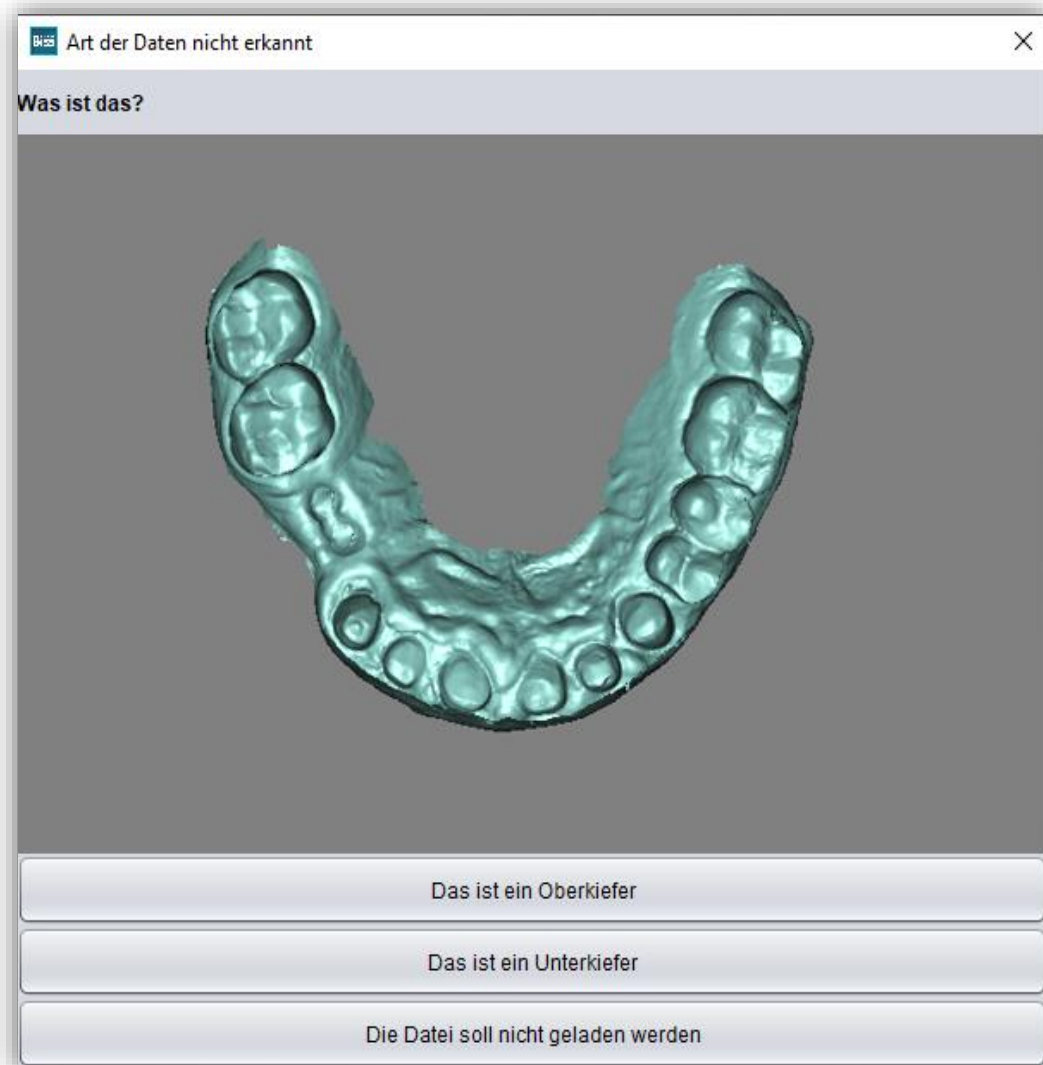 Art der Daten nicht erkannt
Was ist das?
Das ist ein Oberkiefer
Das ist ein Unterkiefer
Die Datei soll nicht geladen werden